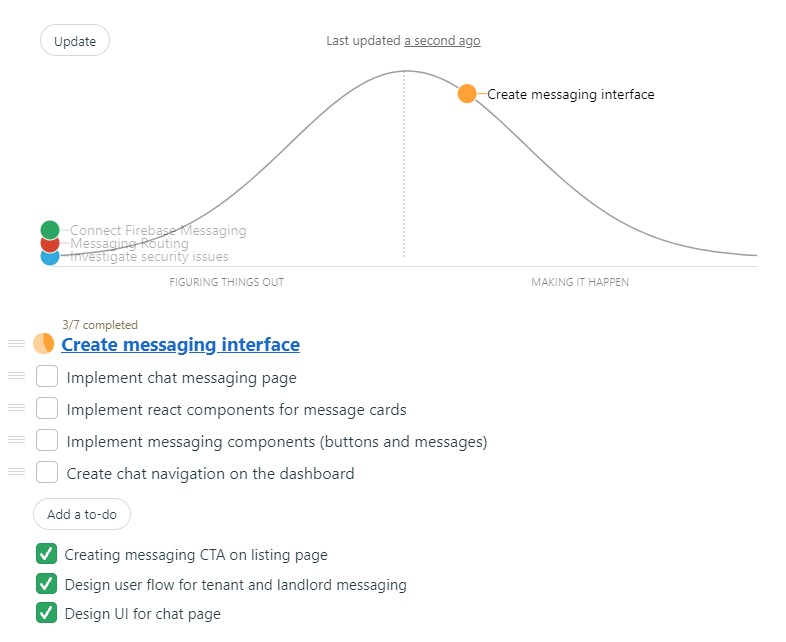 Update
Last updated a second ago
Create messaging interface
Connect Firebase Messaging
Messaging Routing
Investigate security issues
FIGURING THINGS OUT
MAKING IT HAPPEN
3/7 completed
Create messaging interface
Implement chat messaging page
Implement react components for message cards
Implement messaging components (buttons and messages)
Create chat navigation on the dashboard
Add a to-do
Creating messaging CTA on listing page
Design user flow for tenant and landlord messaging
Design UI for chat page